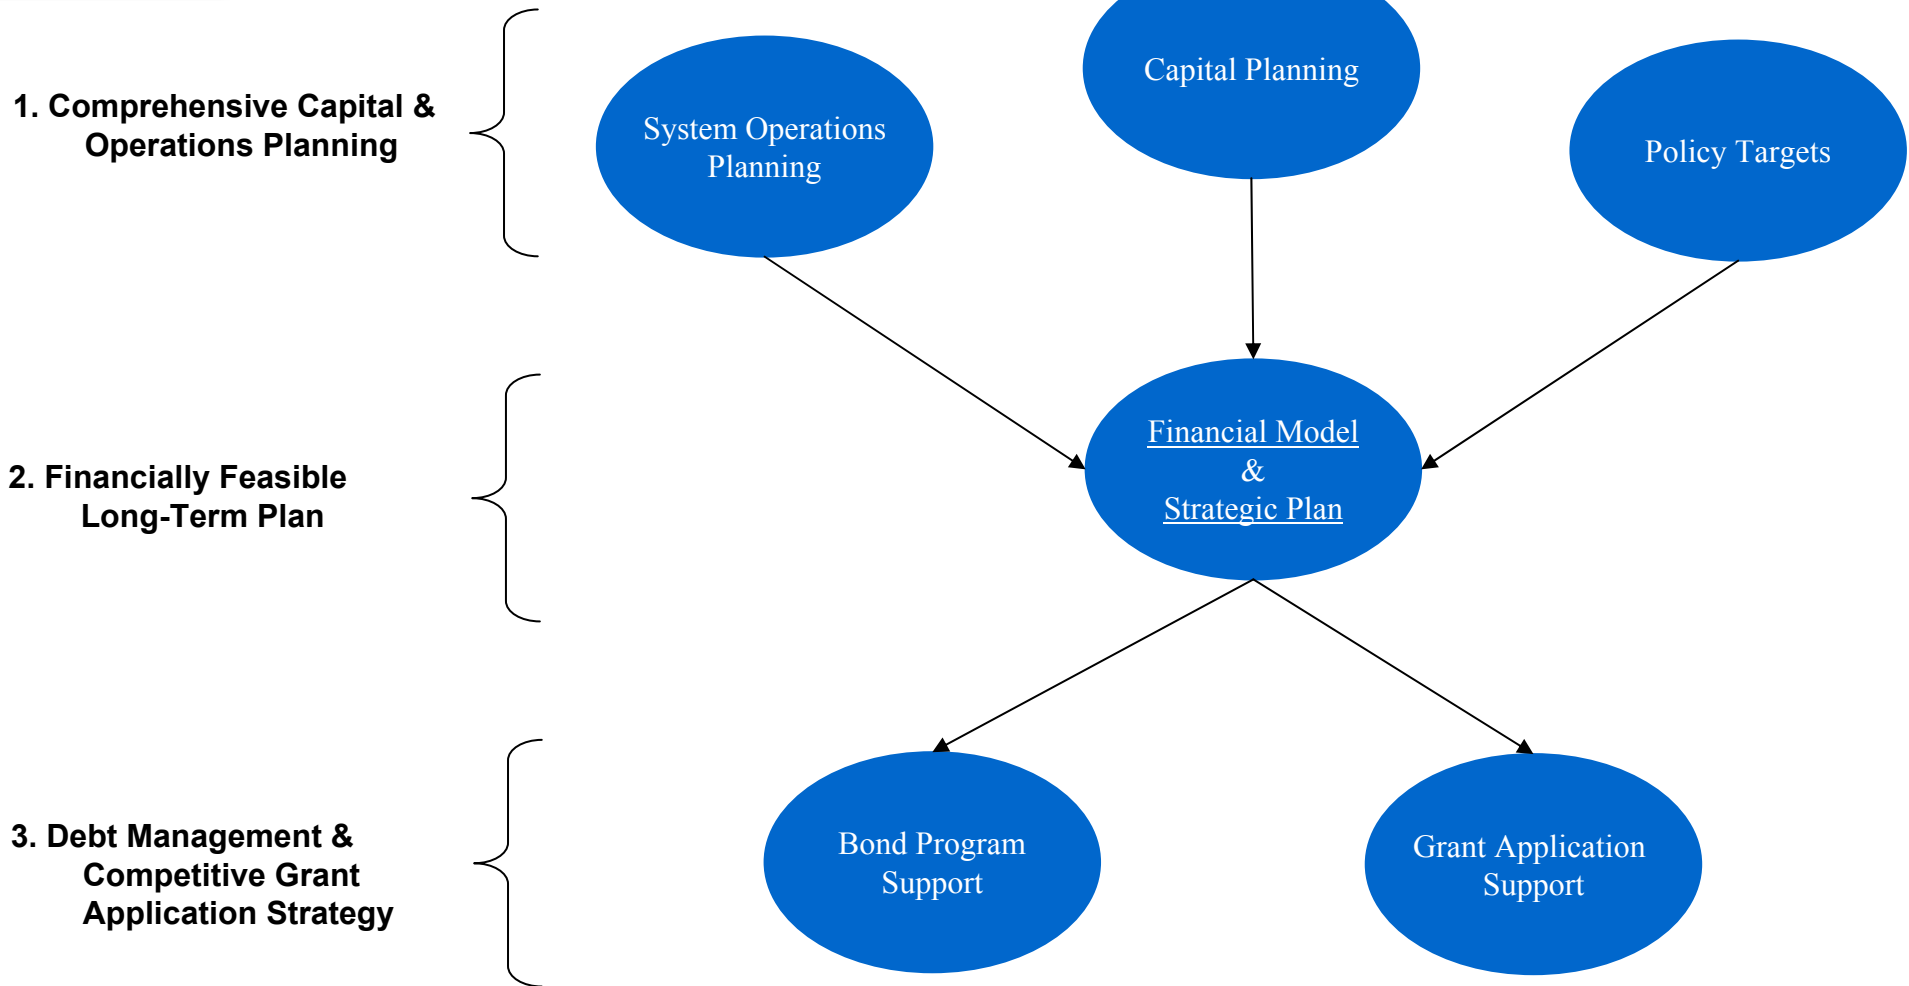 1. Comprehensive Capital &
Operations Planning
System Operations
Planning
Capital Planning
Policy Targets
2. Financially Feasible
Long-Term Plan
Financial Model
&
Strategic Plan
3. Debt Management &
Competitive Grant
Application Strategy
Bond Program
Support
Grant Application
Support